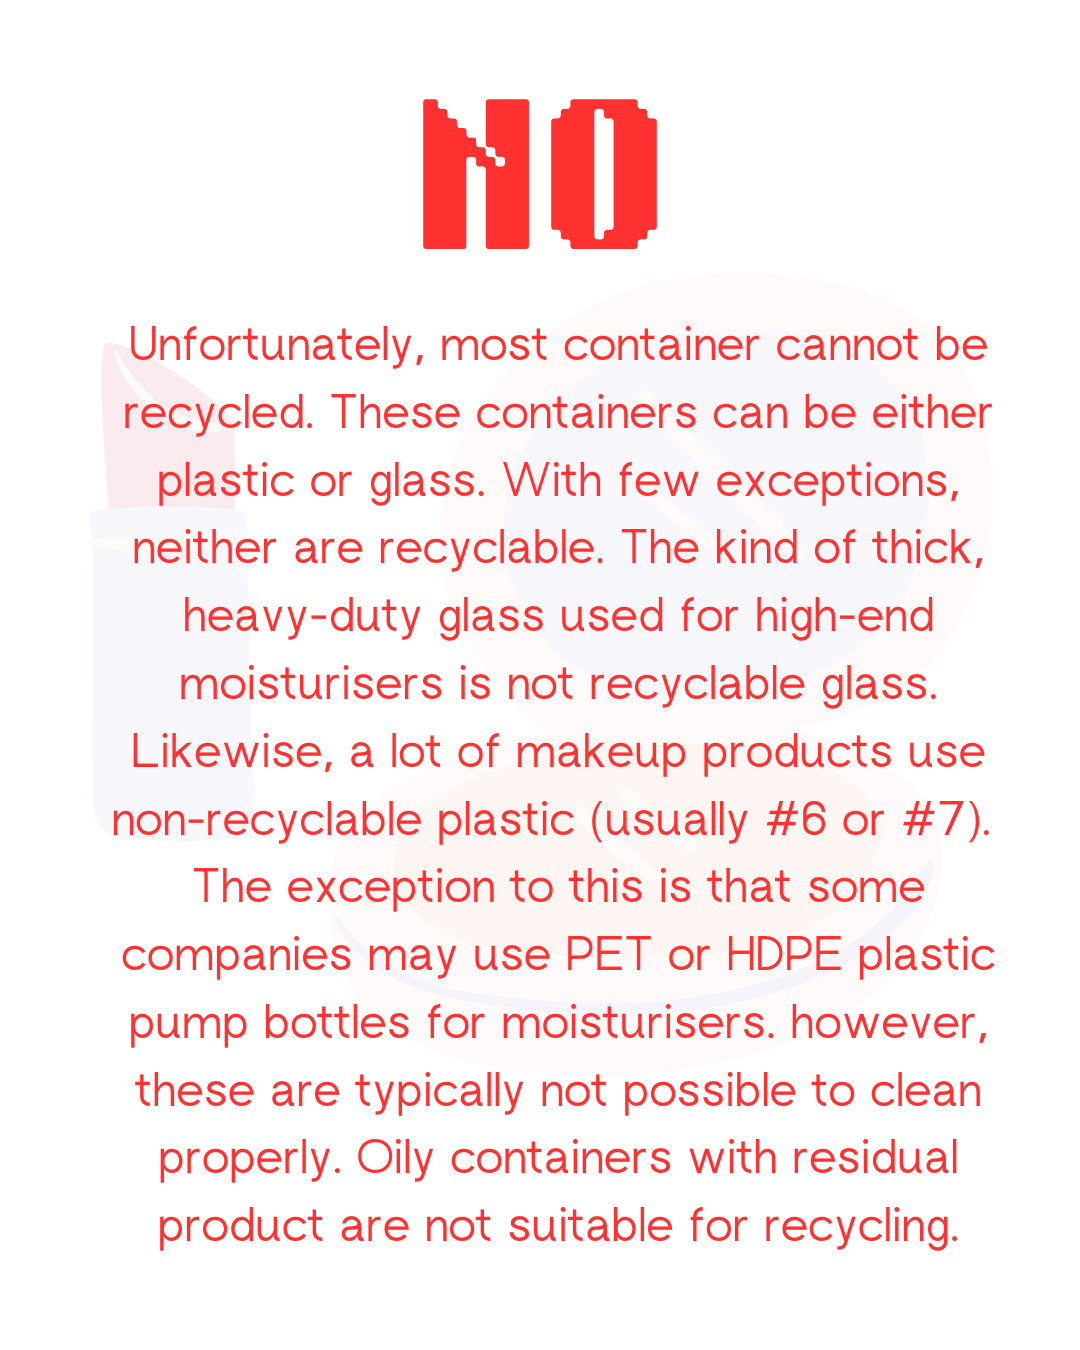 NO
Unfortunately, most container cannot be
recycled. These containers can be either
plastic or glass. With few exceptions,
neither are recyclable. The kind of thick,
heavy-duty glass used for high-end
moisturisers is not recyclable glass.
Likewise, a lot of makeup products use
non-recyclable plastic (usually #6 or #7).
The exception to this is that some
companies may use PET or HDPE plastic
pump bottles for moisturisers. however,
these are typically not possible to clean
properly. Oily containers with residual
product are not suitable for recycling.